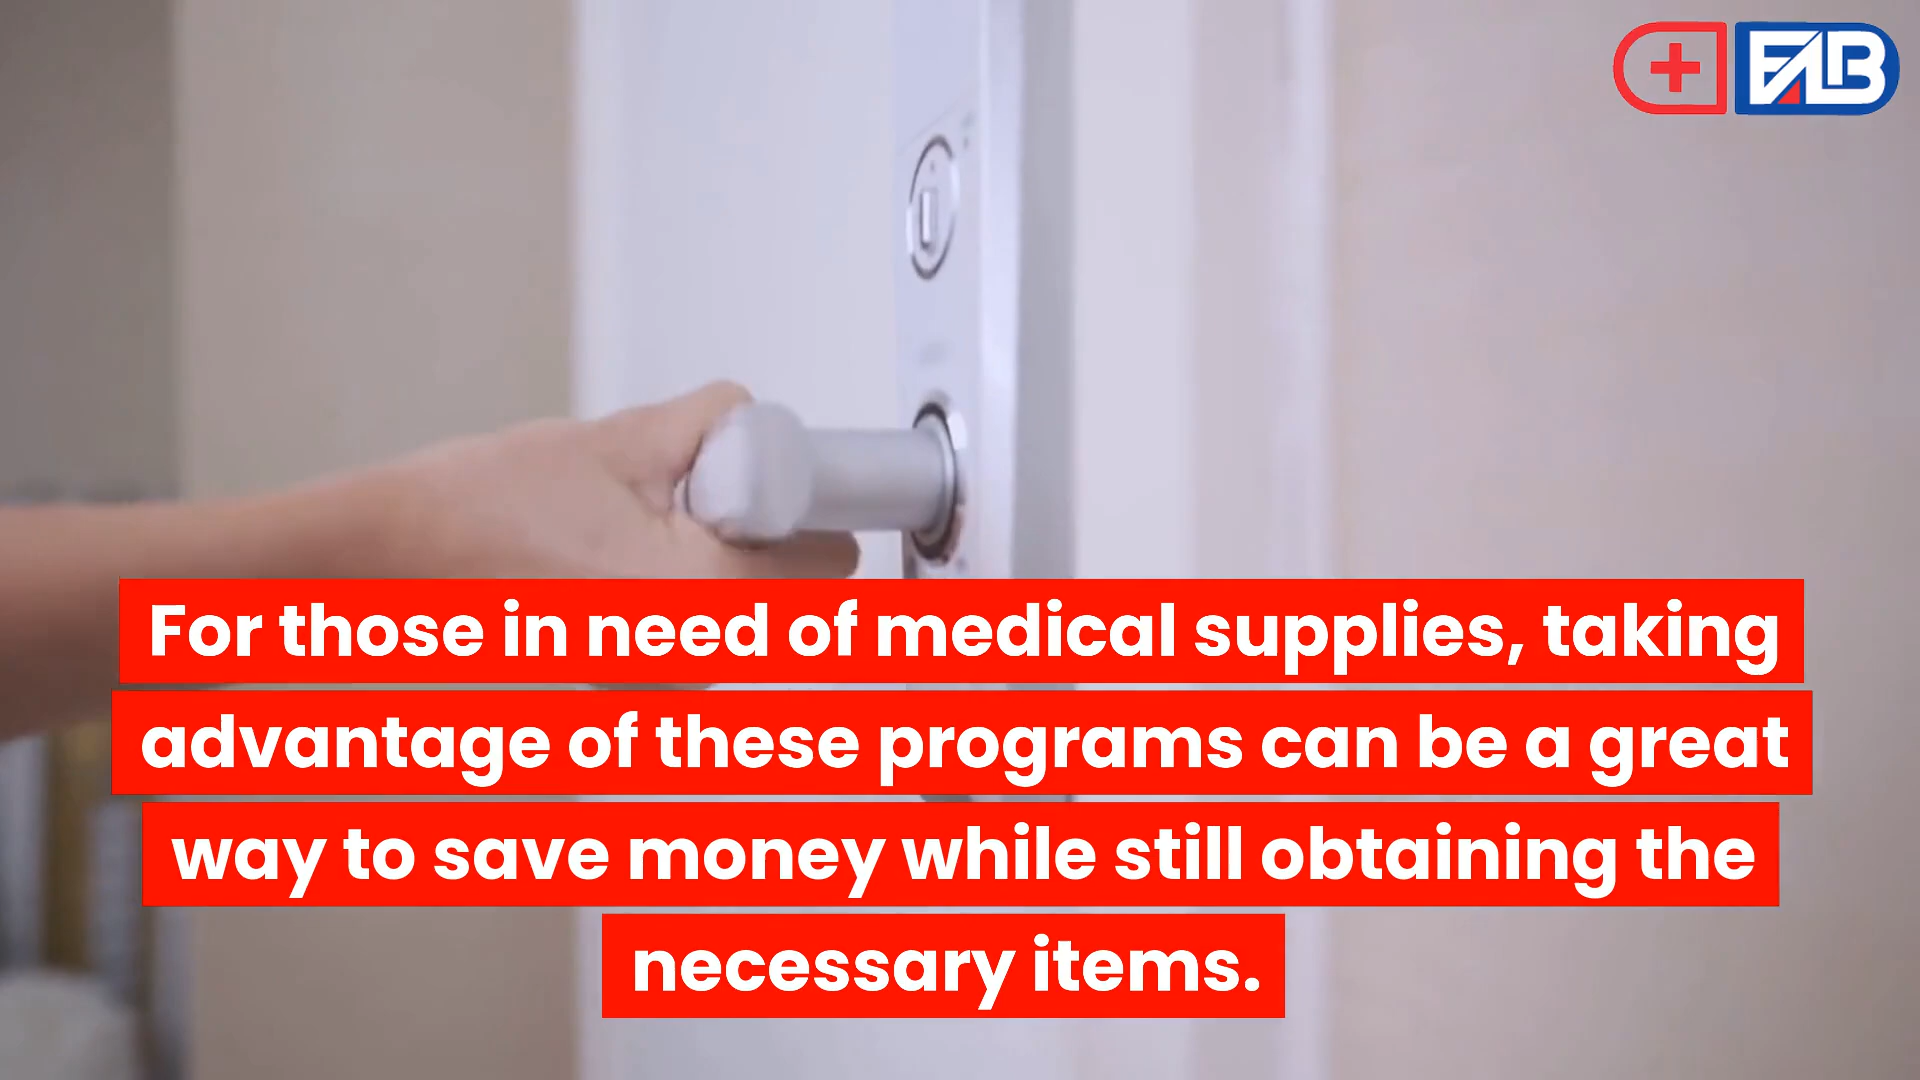 FAB
For those in need of medical supplies, taking
advantage of these programs can be a great
way to save money while still obtaining the
necessary items.